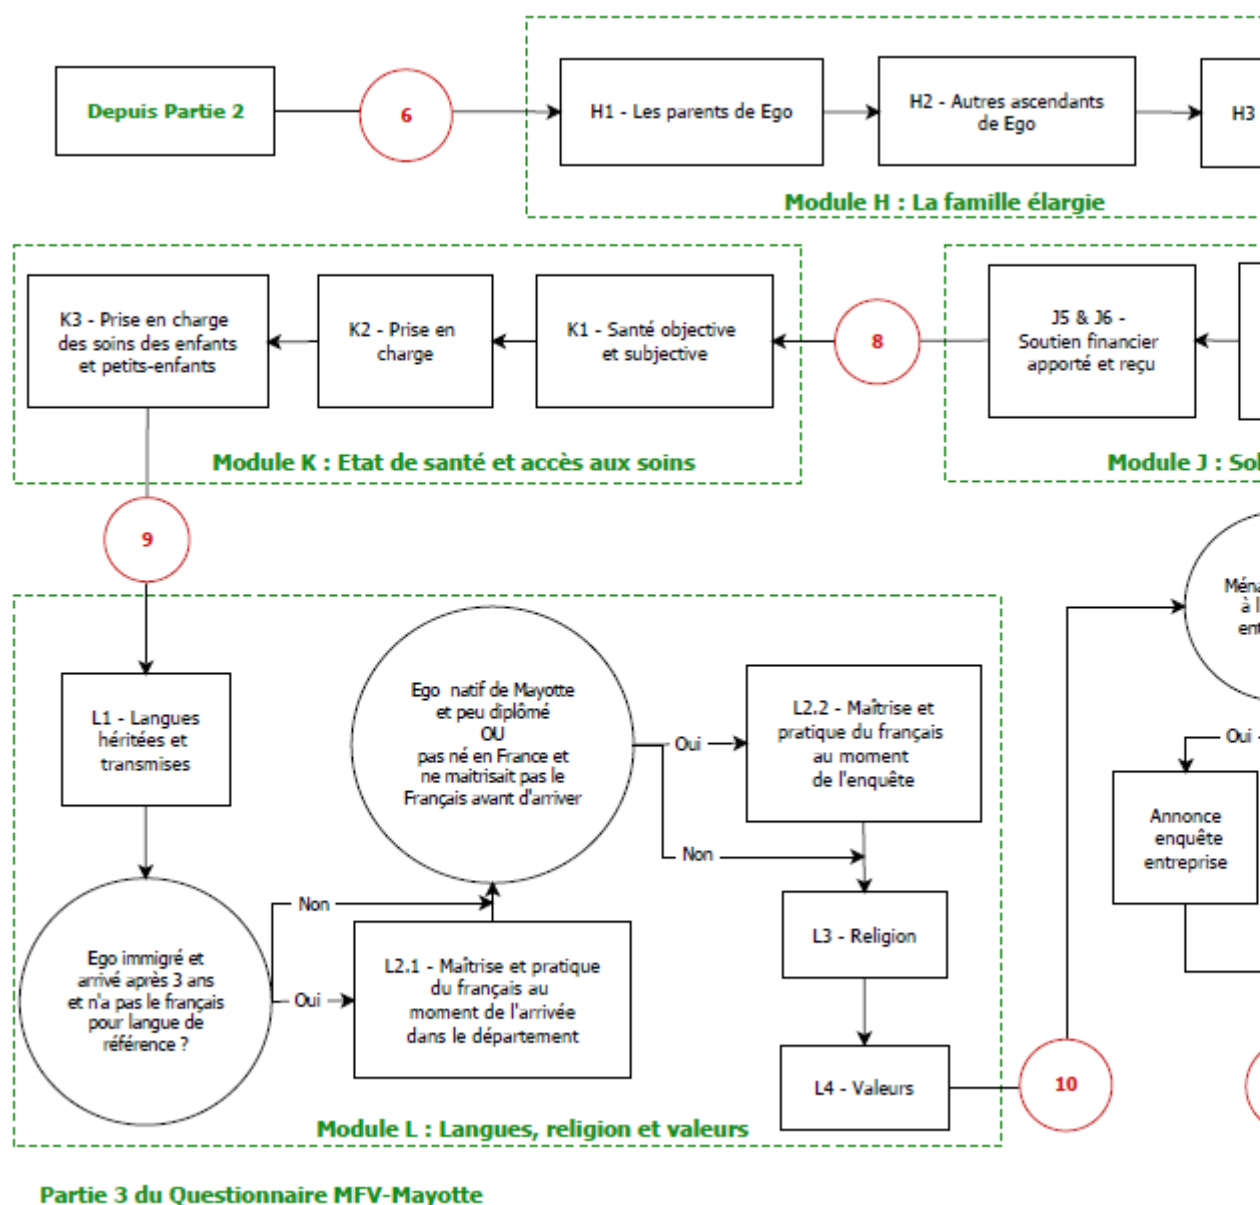 Depuis Partie 2
6
H1 - Les parents de Ego
H2 - Autres ascendants
de Ego
H3
Module H : La famille élargie
K3 - Prise en charge
des soins des enfants
et petits-enfants
K2 - Prise en
charge
K1 - Santé objective
et subjective
8
J5 & J6 -
Soutien financier
apporté et reçu
Module K : Etat de santé et accès aux soins
Module J :
9
L1 - Langues
héritées et
transmises
Ego natif de Mayotte
et peu diplômé
OU
pas né en France et
ne maitrisait pas le
Français avant d'arriver
Oui
Non
L2.2 - Maîtrise et
pratique du français
au moment
de l'enquête
à
Oui
Annonce
enquête
entreprise
Ego immigré et
arrivé après 3 ans
et n'a pas le français
pour langue de
référence ?
Non
Oui
L2.1 - Maîtrise et pratique
du français au
moment de l'arrivée
dans le département
L3 - Religion
L4 - Valeurs
10
Module L : Langues, religion et valeurs
Partie 3 du Questionnaire MFV-Mayotte